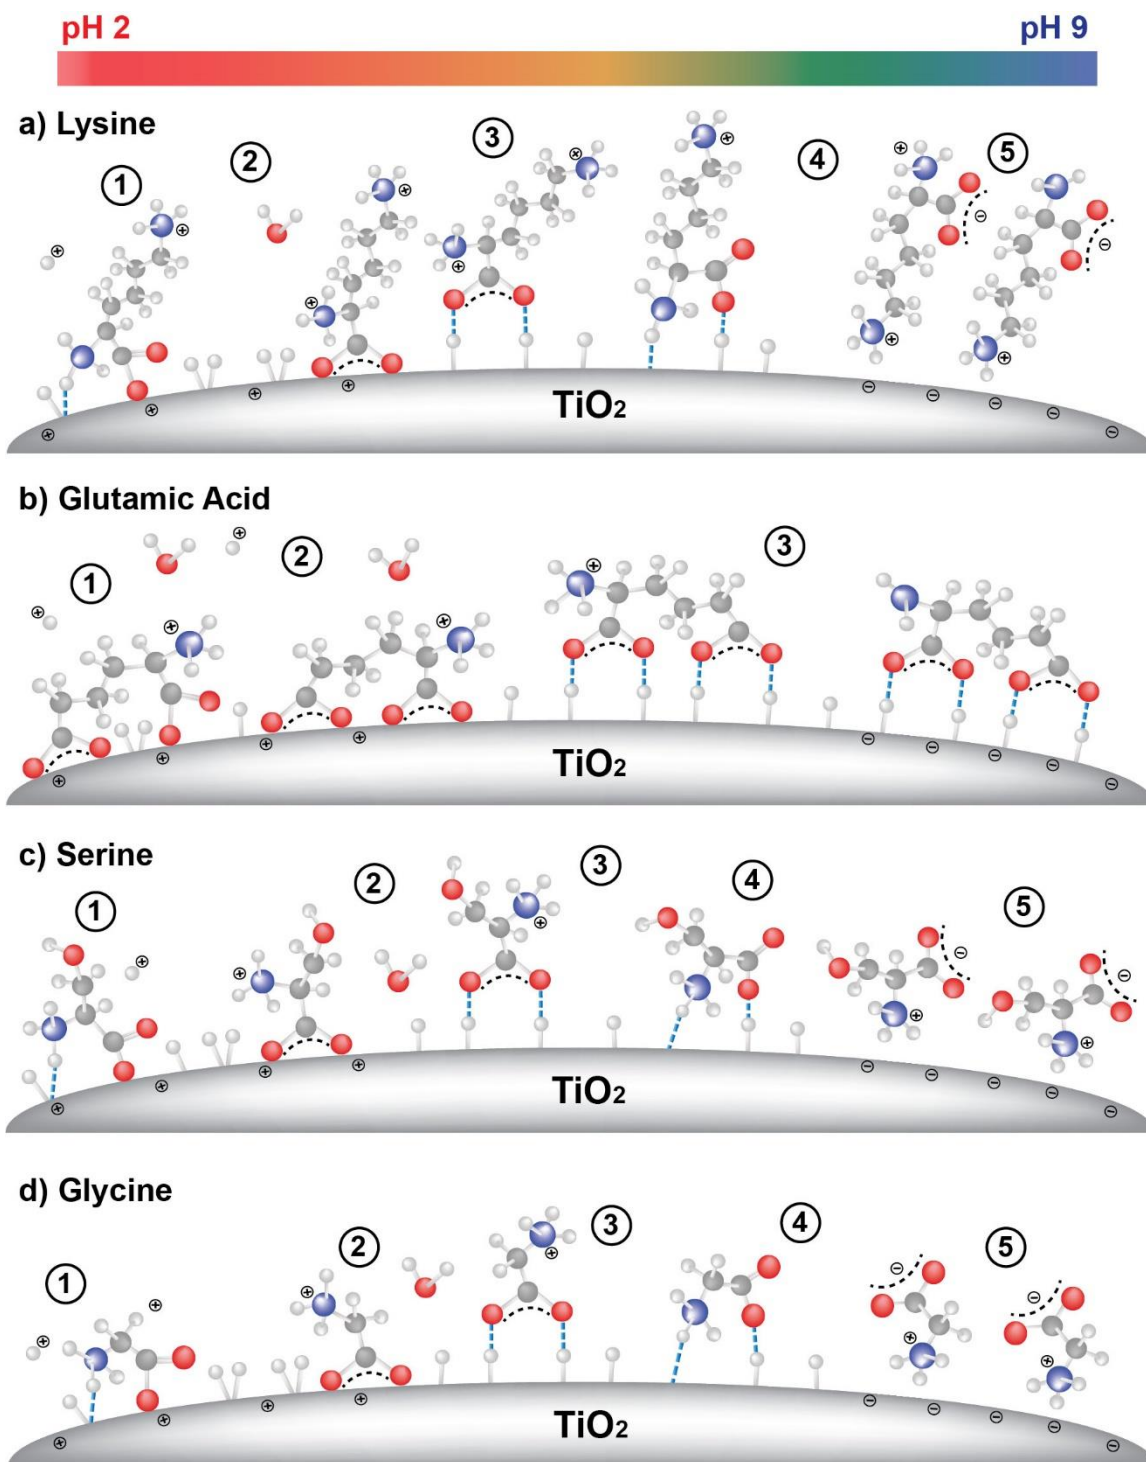 pH 2 pH 9
a) Lysine
1 2 3 4 5
TiO2
b) Glutamic Acid
1 2 3
TiO2
c) Serine
1 2 3 4 5
TiO2
d) Glycine
1 2 3 4 5
TiO2